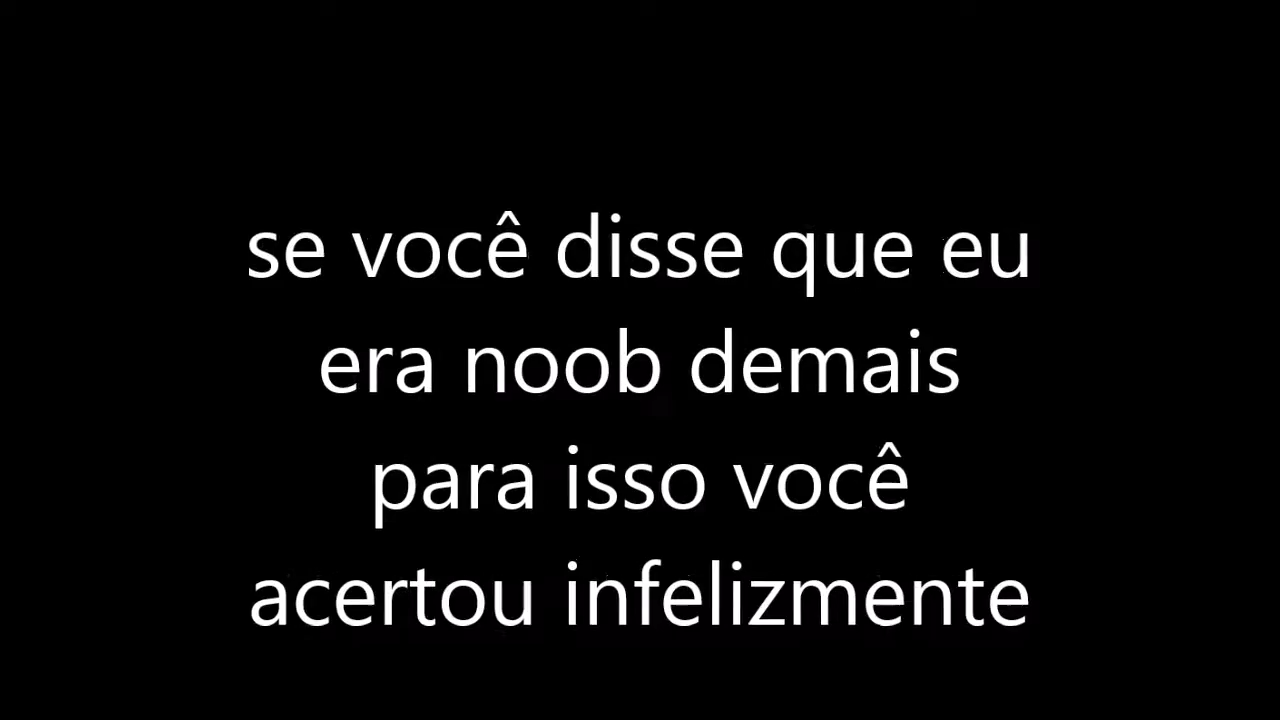 se você disse que eu
era noob demais
para isso você
acertou infelizmente